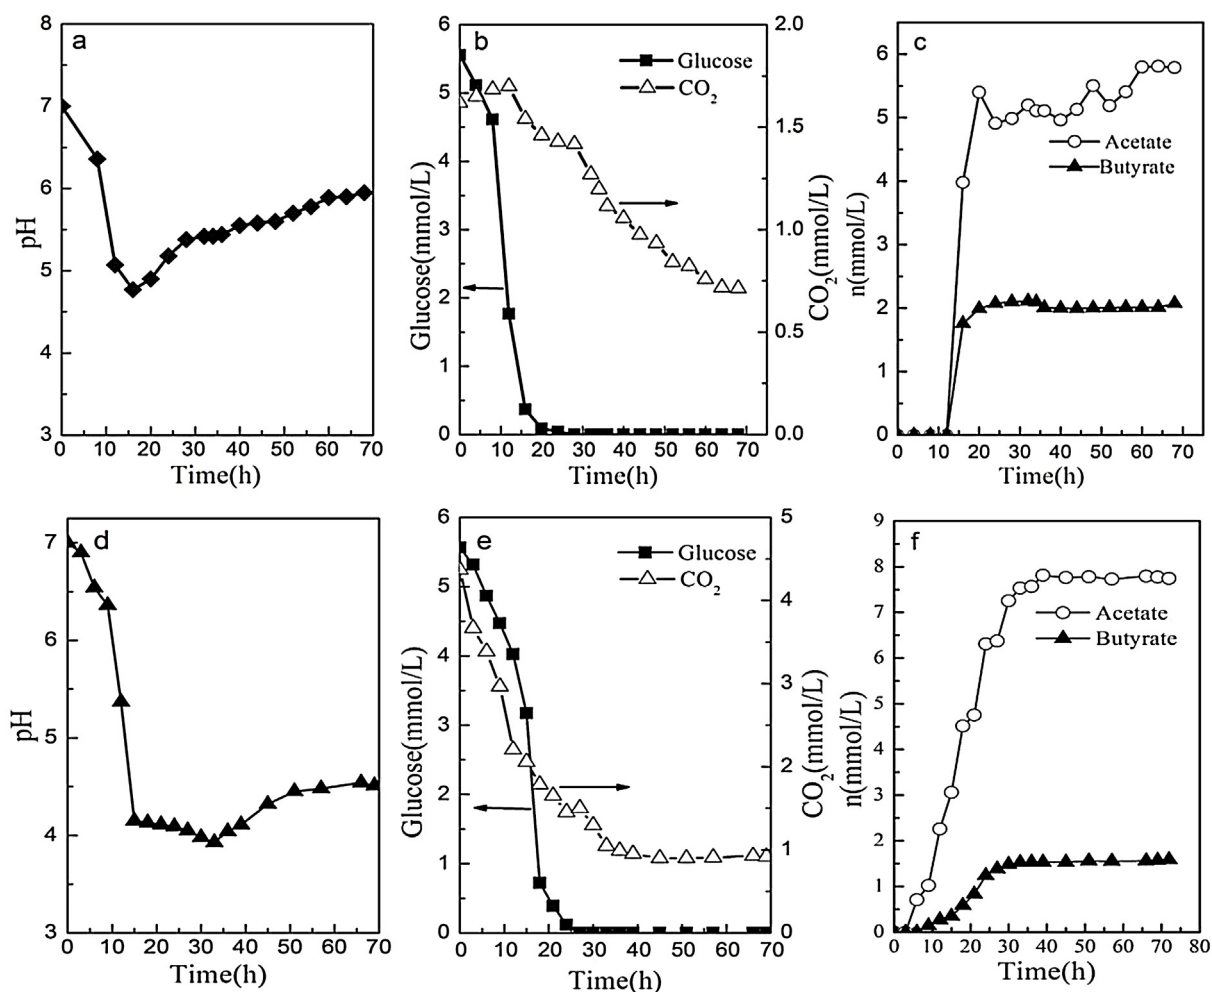 a
8
7
6
5
4
3
pH
0 10 20 30 40 50 60 70
Time(h)
b
Glucose
CO2
6
5
4
3
2
1
0
Glucose(mmol/L)
2.0
1.5
1.0
0.5
0.0
CO2(mmol/L)
0 10 20 30 40 50 60 70
Time(h)
c
Acetate
Butyrate
6
5
4
3
2
1
0
n(mmol/L)
0 10 20 30 40 50 60 70
Time(h)
d
7
6
5
4
3
pH
0 10 20 30 40 50 60 70
Time(h)
e
Glucose
CO2
6
5
4
3
2
1
0
Glucose(mmol/L)
5
4
3
2
1
0
CO2(mmol/L)
0 10 20 30 40 50 60 70
Time(h)
f
Acetate
Butyrate
9
8
7
6
5
4
3
2
1
0
n(mmol/L)
0 10 20 30 40 50 60 70 80
Time(h)